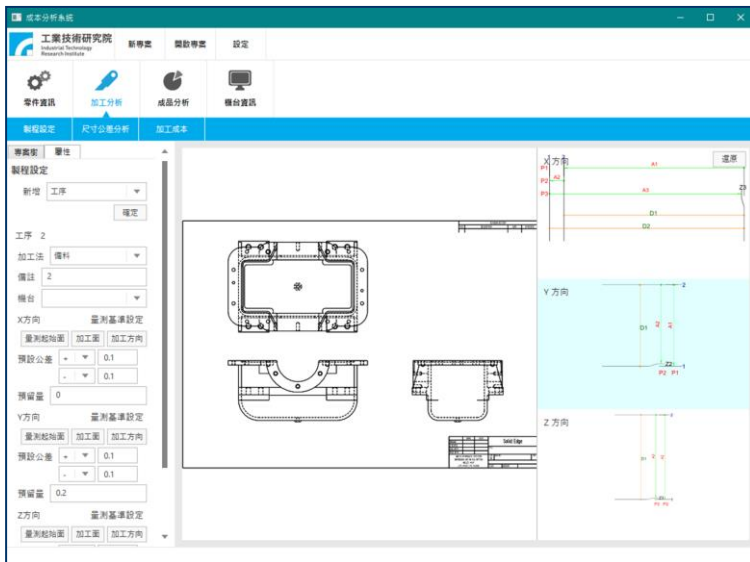 成本分析系統
工業技術研究院
Industrial Technology
Research Institute
新專案 開啟專案 設定
零件資訊 加工分析 成品分析 機台資訊
製程設定 尺寸公差分析 加工成本
專案樹 屬性
製程設定
新增 工序
確定
工序 2
加工法 備料
備註 2
機台
X方向 量測基準設定
量測起始面 加工面 加工方向
預設公差 + 0.1
- 0.1
預留量 0
Y方向 量測基準設定
量測起始面 加工面 加工方向
預設公差 + 0.1
- 0.1
預留量 0.2
Z方向 量測基準設定
量測起始面 加工面 加工方向
Solid Edge
X 方向 還原
P1 A1
P2 A2
P3 A3 Z3
D1
D2
Y 方向
2
D1 A2 A1
Z2 1
P2 P1
Z 方向